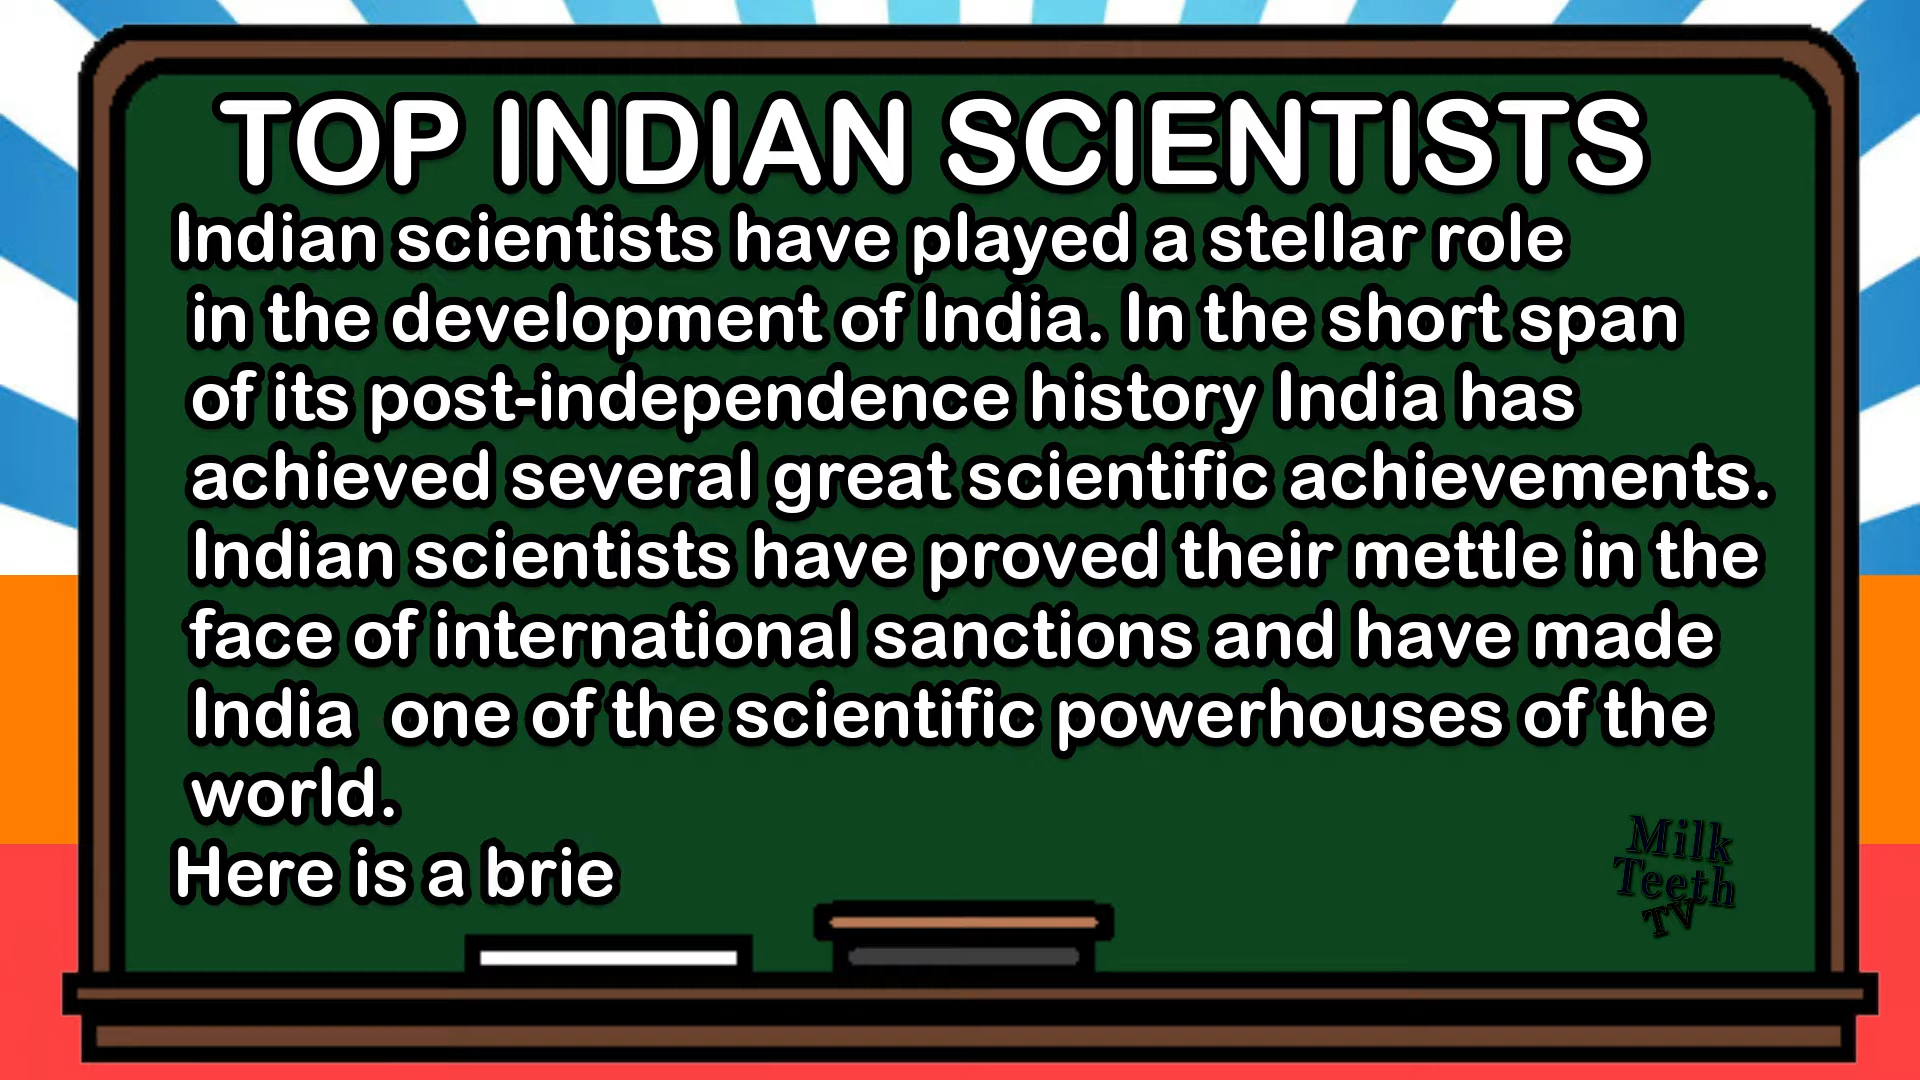 TOP INDIAN SCIENTISTS
Indian scientists have played a stellar role
in the development of India. In the short span
of its post-independence history India has
achieved several great scientific achievements.
Indian scientists have proved their mettle in the
face of international sanctions and have made
India  one of the scientific powerhouses of the
world.
Here is a brie
Milk
Teeth
TV